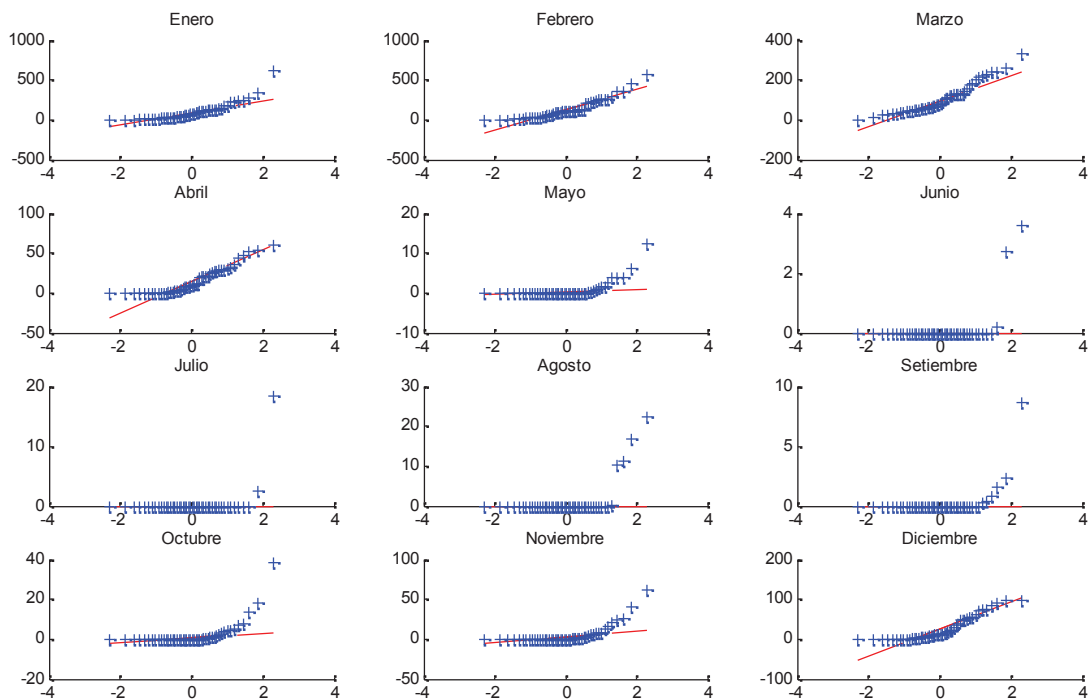 Enero
1000
500
0
-500
-4 -2 0 2 4
Febrero
1000
500
0
-500
-4 -2 0 2 4
Marzo
400
200
0
-200
-4 -2 0 2 4
Abril
100
50
0
-50
-4 -2 0 2 4
Mayo
20
10
0
-10
-4 -2 0 2 4
Junio
4
2
0
-4 -2 0 2 4
Julio
20
10
0
-4 -2 0 2 4
Agosto
30
20
10
0
-4 -2 0 2 4
Setiembre
10
5
0
-4 -2 0 2 4
Octubre
40
20
0
-20
-4 -2 0 2 4
Noviembre
100
50
0
-50
-4 -2 0 2 4
Diciembre
200
100
0
-100
-4 -2 0 2 4